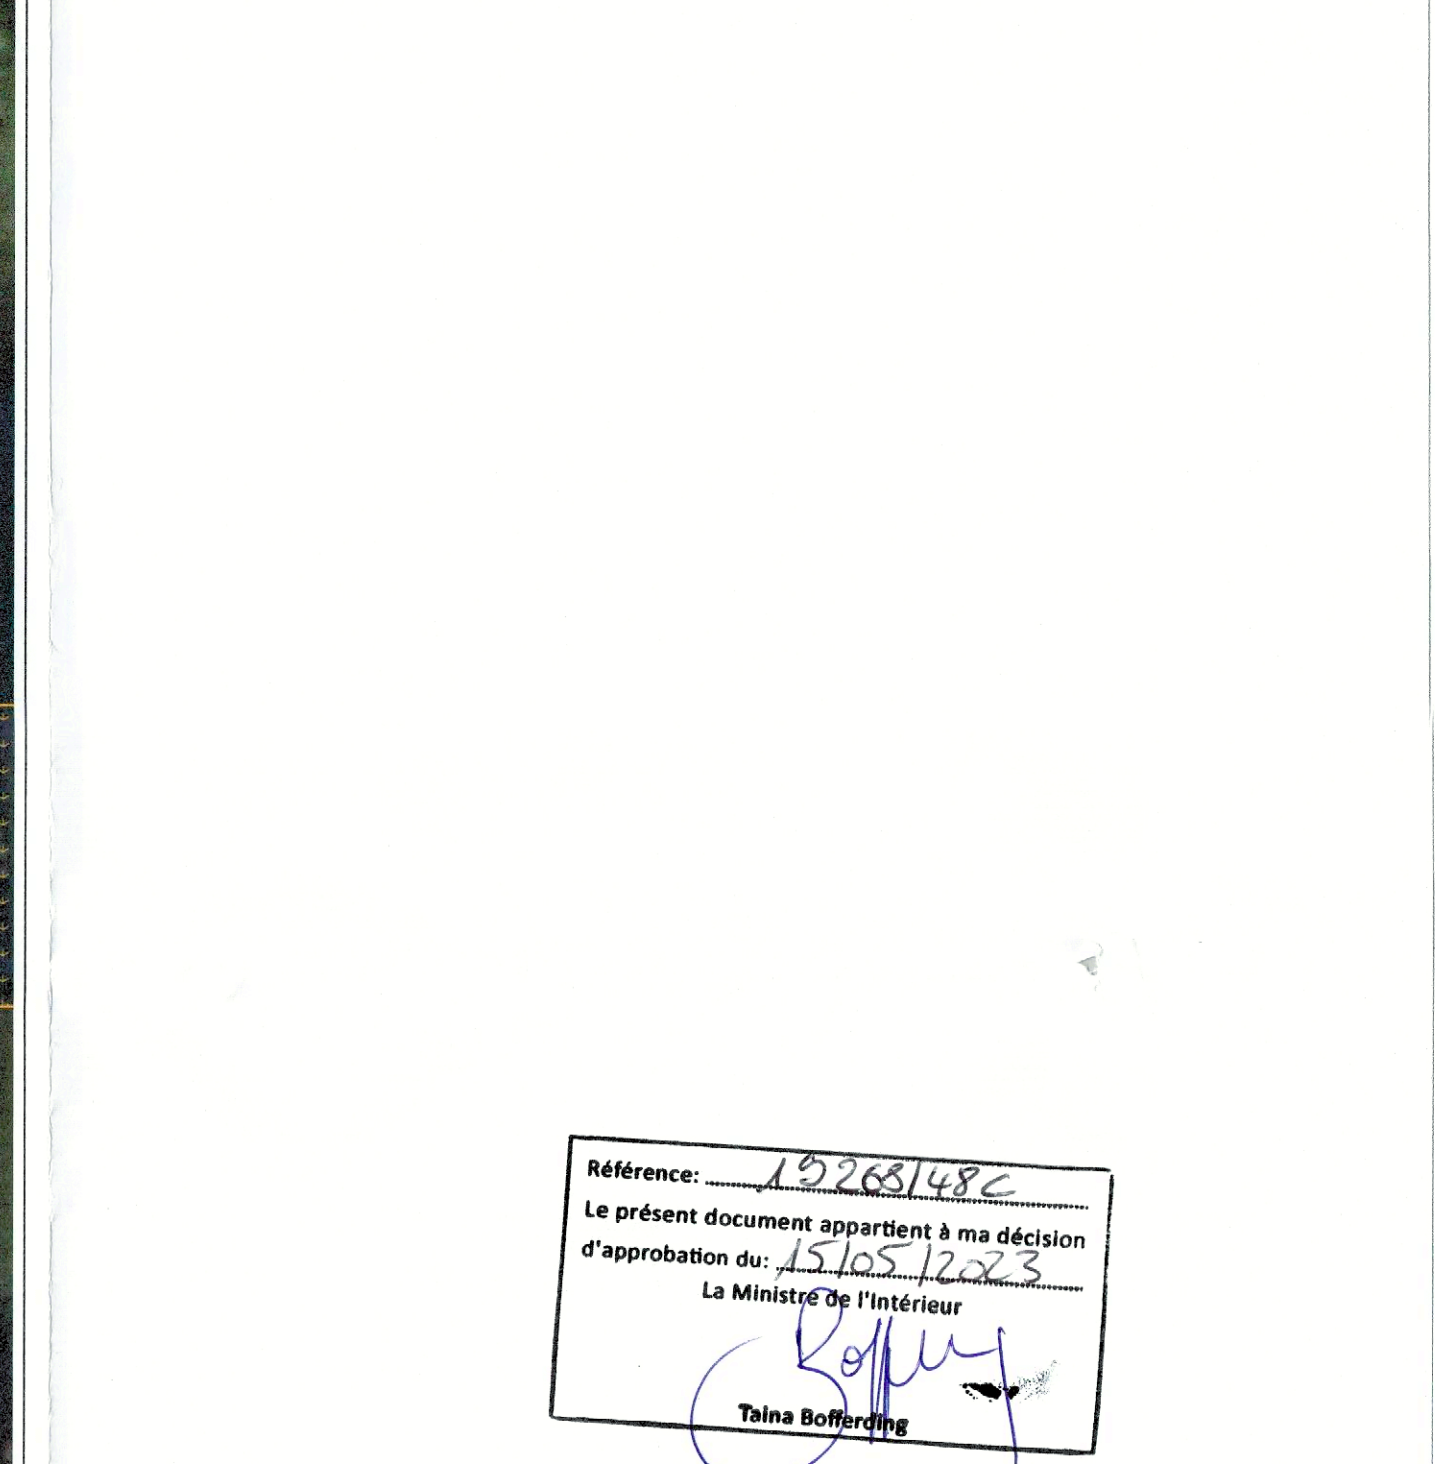 Référence: 19268/48C
Le présent document appartient à ma décision
d'approbation du: 15/05/2023
La Ministre de l'Intérieur
Taina Bofferding